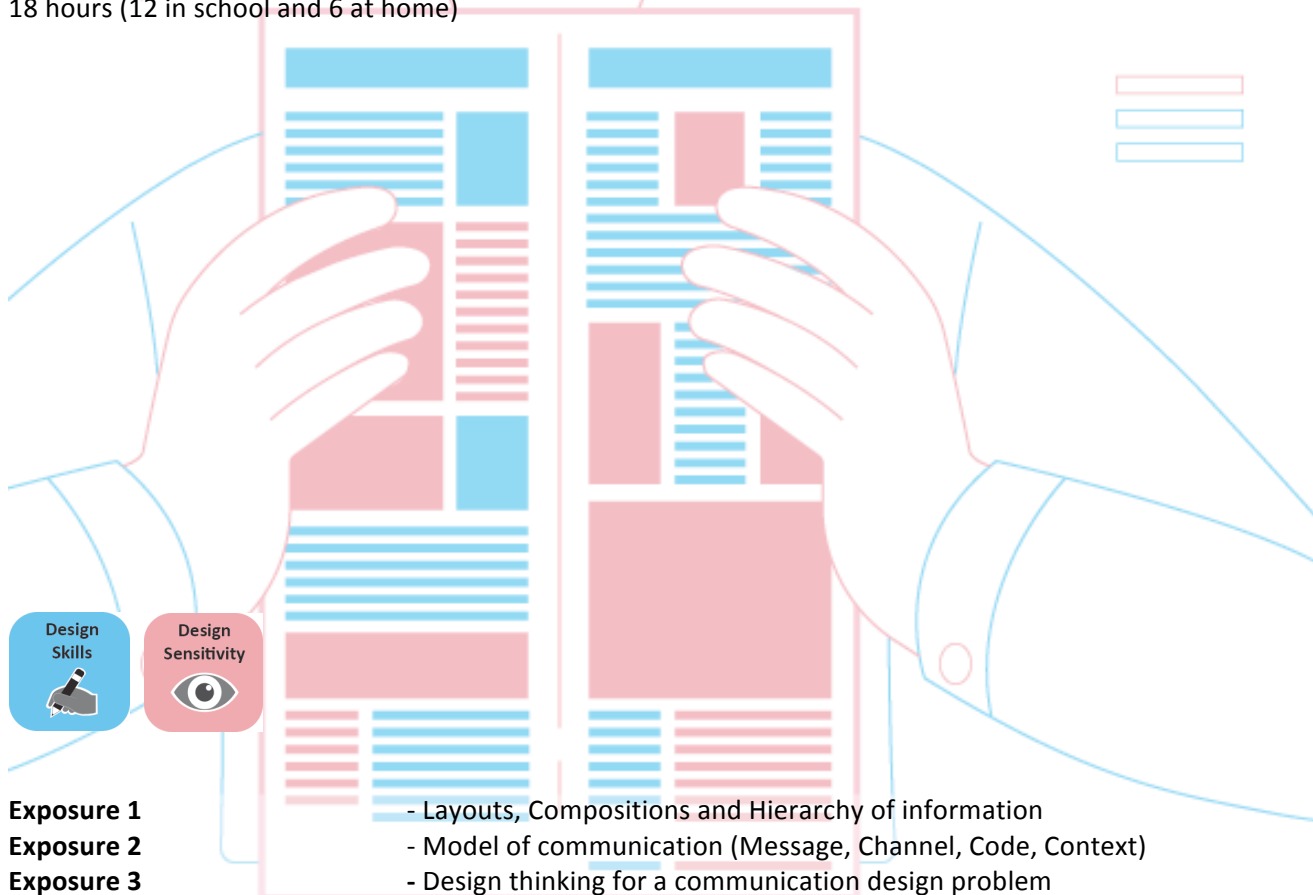 18 hours (12 in school and 6 at home)
Design
Skills
Design
Sensitivity
Exposure 1 - Layouts, Compositions and Hierarchy of information
Exposure 2 - Model of communication (Message, Channel, Code, Context)
Exposure 3 - Design thinking for a communication design problem